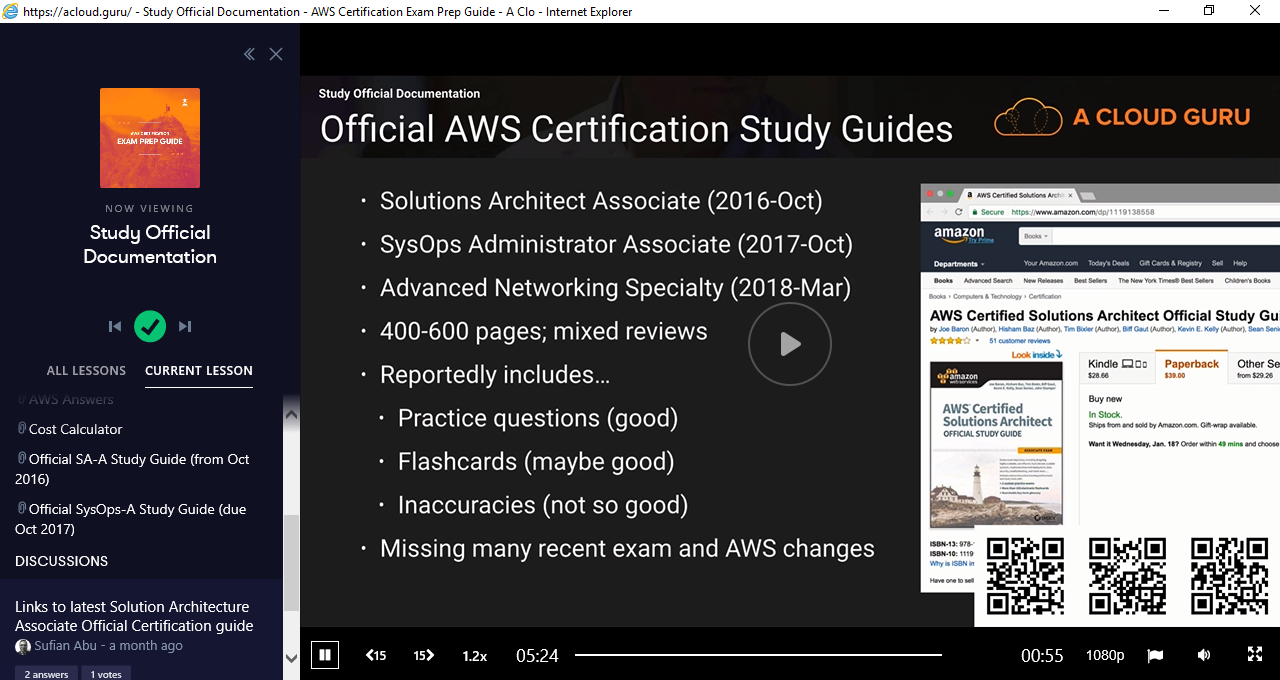 https://acloud.guru/ - Study Official Documentation - AWS Certification Exam Prep Guide - A Clo - Internet Explorer
AWS CERTIFICATION
EXAM PREP GUIDE
NOW VIEWING
Study Official
Documentation
ALL LESSONS
CURRENT LESSON
AWS Answers
Cost Calculator
Official SA-A Study Guide (from Oct
2016)
Official SysOps-A Study Guide (due
Oct 2017)
DISCUSSIONS
Links to latest Solution Architecture
Associate Official Certification guide
Sufian Abu - a month ago
2 answers
1 votes
Study Official Documentation
Official AWS Certification Study Guides
A CLOUD GURU
· Solutions Architect Associate (2016-Oct)
· SysOps Administrator Associate (2017-Oct)
· Advanced Networking Specialty (2018-Mar)
· 400-600 pages; mixed reviews
· Reportedly includes…
· Practice questions (good)
· Flashcards (maybe good)
· Inaccuracies (not so good)
· Missing many recent exam and AWS changes
AWS Certified Solutions Archit
Secure https://www.amazon.com/dp/1119138558
amazon
Try Prime
Books
Departments
Your Amazon.com Today's Deals Gift Cards & Registry Sell Help
Books Advanced Search New Releases Best Sellers The New York Times® Best Sellers Children's Books
Books › Computers & Technology › Certification
AWS Certified Solutions Architect Official Study Gui
by Joe Baron (Author), Hisham Baz (Author), Tim Bixler (Author), Biff Gaut (Author), Kevin E. Kelly (Author), Sean Seni
51 customer reviews
Look inside
amazon
webservices
AWS Certified
Solutions Architect
OFFICIAL STUDY GUIDE
ASSOCIATE EXAM
SYBEX
Kindle
$28.66
Paperback
$39.00
Other Se
from $29.26
Buy new
In Stock.
Ships from and sold by Amazon.com. Gift-wrap available.
Want it Wednesday, Jan. 18? Order within 49 mins and choose
ISBN-13: 978-
ISBN-10: 1119
Why is ISBN im
Have one to sell
15
15
1.2x
05:24
00:55
1080p